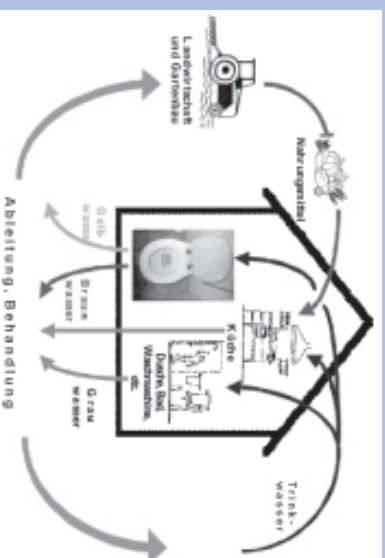 Landwirtschaft
und Gartenbau
Nahrungsmittel
Trink-
wasser
Küche
Dusche, Bad,
Waschmaschine,
etc.
Gelb
wasser
Braun
wasser
Grau
wasser
Ableitung, Behandlung